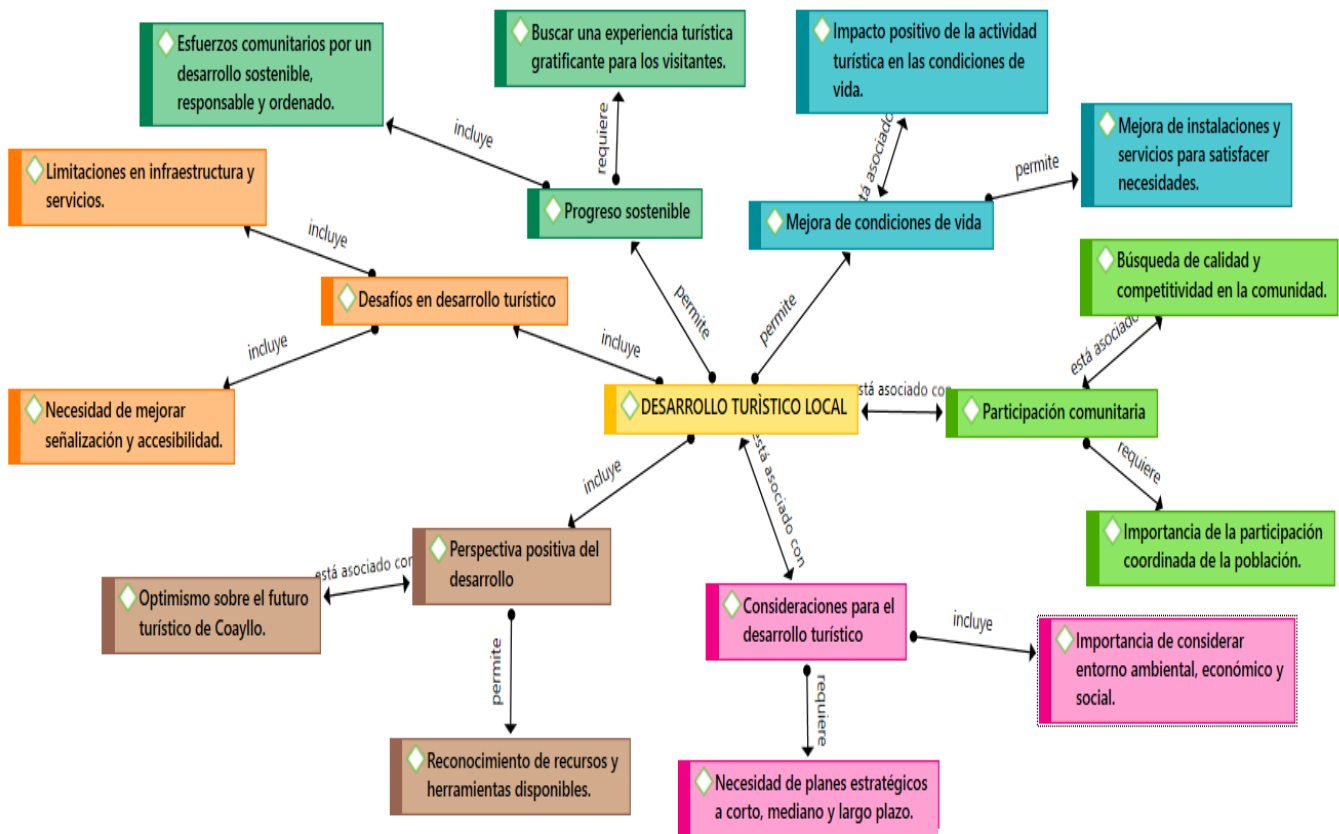 Buscar una experiencia turística
gratificante para los visitantes.
Impacto positivo de la actividad
turística en las condiciones de
vida.
Esfuerzos comunitarios por un
desarrollo sostenible,
responsable y ordenado.
incluye
requiere
está asociado
Mejora de instalaciones y
servicios para satisfacer
necesidades.
permite
Limitaciones en infraestructura y
servicios.
Progreso sostenible
Mejora de condiciones de vida
incluye
Búsqueda de calidad y
competitividad en la comunidad.
Desafíos en desarrollo turístico
permite
permite
incluye
incluye
está asociado
Necesidad de mejorar
señalización y accesibilidad.
DESARROLLO TURÌSTICO LOCAL
stá asociado con
Participación comunitaria
incluye
está asociado con
requiere
Importancia de la participación
coordinada de la población.
Perspectiva positiva del
desarrollo
está asociado con
Optimismo sobre el futuro
turístico de Coayllo.
Consideraciones para el
desarrollo turístico
incluye
Importancia de considerar
entorno ambiental, económico y
social.
permite
requiere
Reconocimiento de recursos y
herramientas disponibles.
Necesidad de planes estratégicos
a corto, mediano y largo plazo.